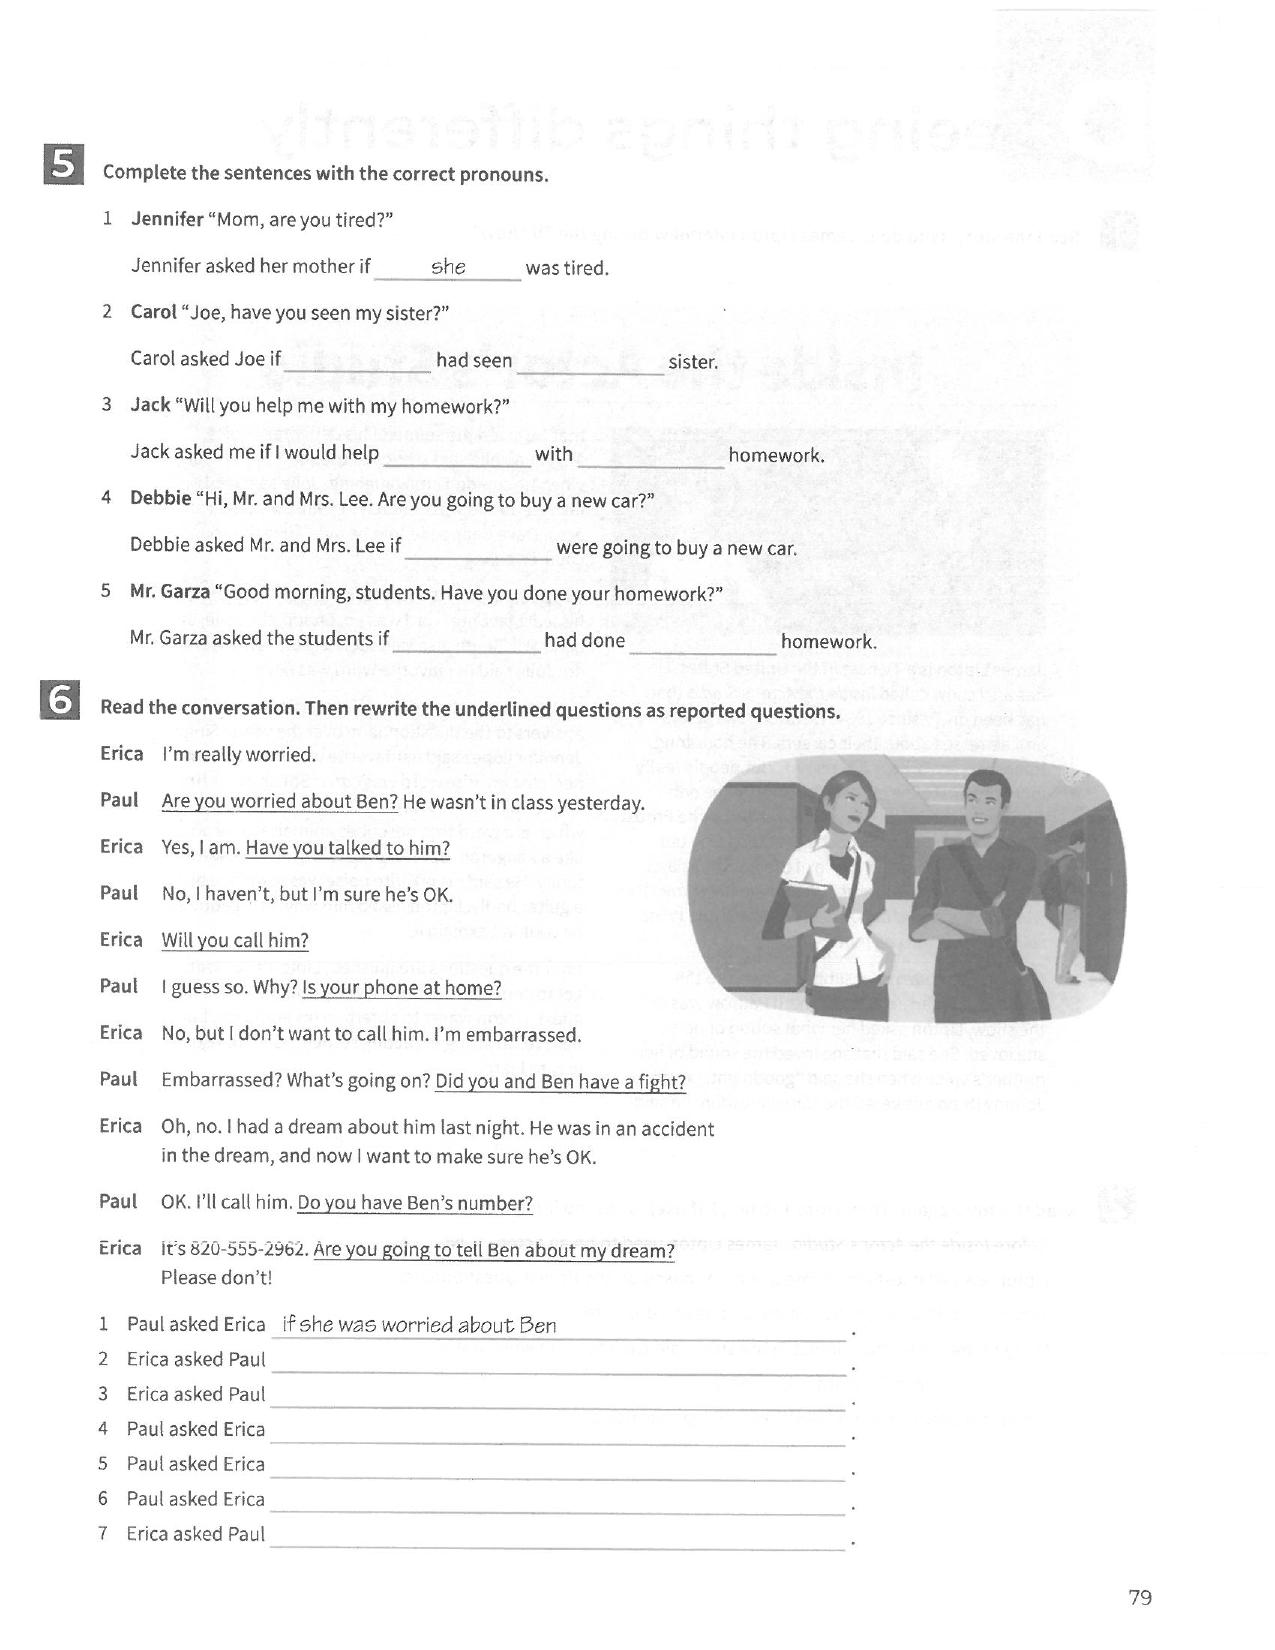 5 Complete the sentences with the correct pronouns.
1 Jennifer “Mom, are you tired?”
Jennifer asked her mother if she was tired.
2 Carol “Joe, have you seen my sister?”
Carol asked Joe if ____________ had seen ____________ sister.
3 Jack “Will you help me with my homework?”
Jack asked me if I would help ____________ with ____________ homework.
4 Debbie “Hi, Mr. and Mrs. Lee. Are you going to buy a new car?”
Debbie asked Mr. and Mrs. Lee if ____________ were going to buy a new car.
5 Mr. Garza “Good morning, students. Have you done your homework?”
Mr. Garza asked the students if ____________ had done ____________ homework.
6 Read the conversation. Then rewrite the underlined questions as reported questions.
Erica I’m really worried.
Paul Are you worried about Ben? He wasn’t in class yesterday.
Erica Yes, I am. Have you talked to him?
Paul No, I haven’t, but I’m sure he’s OK.
Erica Will you call him?
Paul I guess so. Why? Is your phone at home?
Erica No, but I don’t want to call him. I’m embarrassed.
Paul Embarrassed? What’s going on? Did you and Ben have a fight?
Erica Oh, no. I had a dream about him last night. He was in an accident
in the dream, and now I want to make sure he’s OK.
Paul OK. I’ll call him. Do you have Ben’s number?
Erica It’s 820-555-2962. Are you going to tell Ben about my dream?
Please don’t!
1 Paul asked Erica if she was worried about Ben .
2 Erica asked Paul ____________ .
3 Erica asked Paul ____________ .
4 Paul asked Erica ____________ .
5 Paul asked Erica ____________ .
6 Paul asked Erica ____________ .
7 Erica asked Paul ____________ .
79